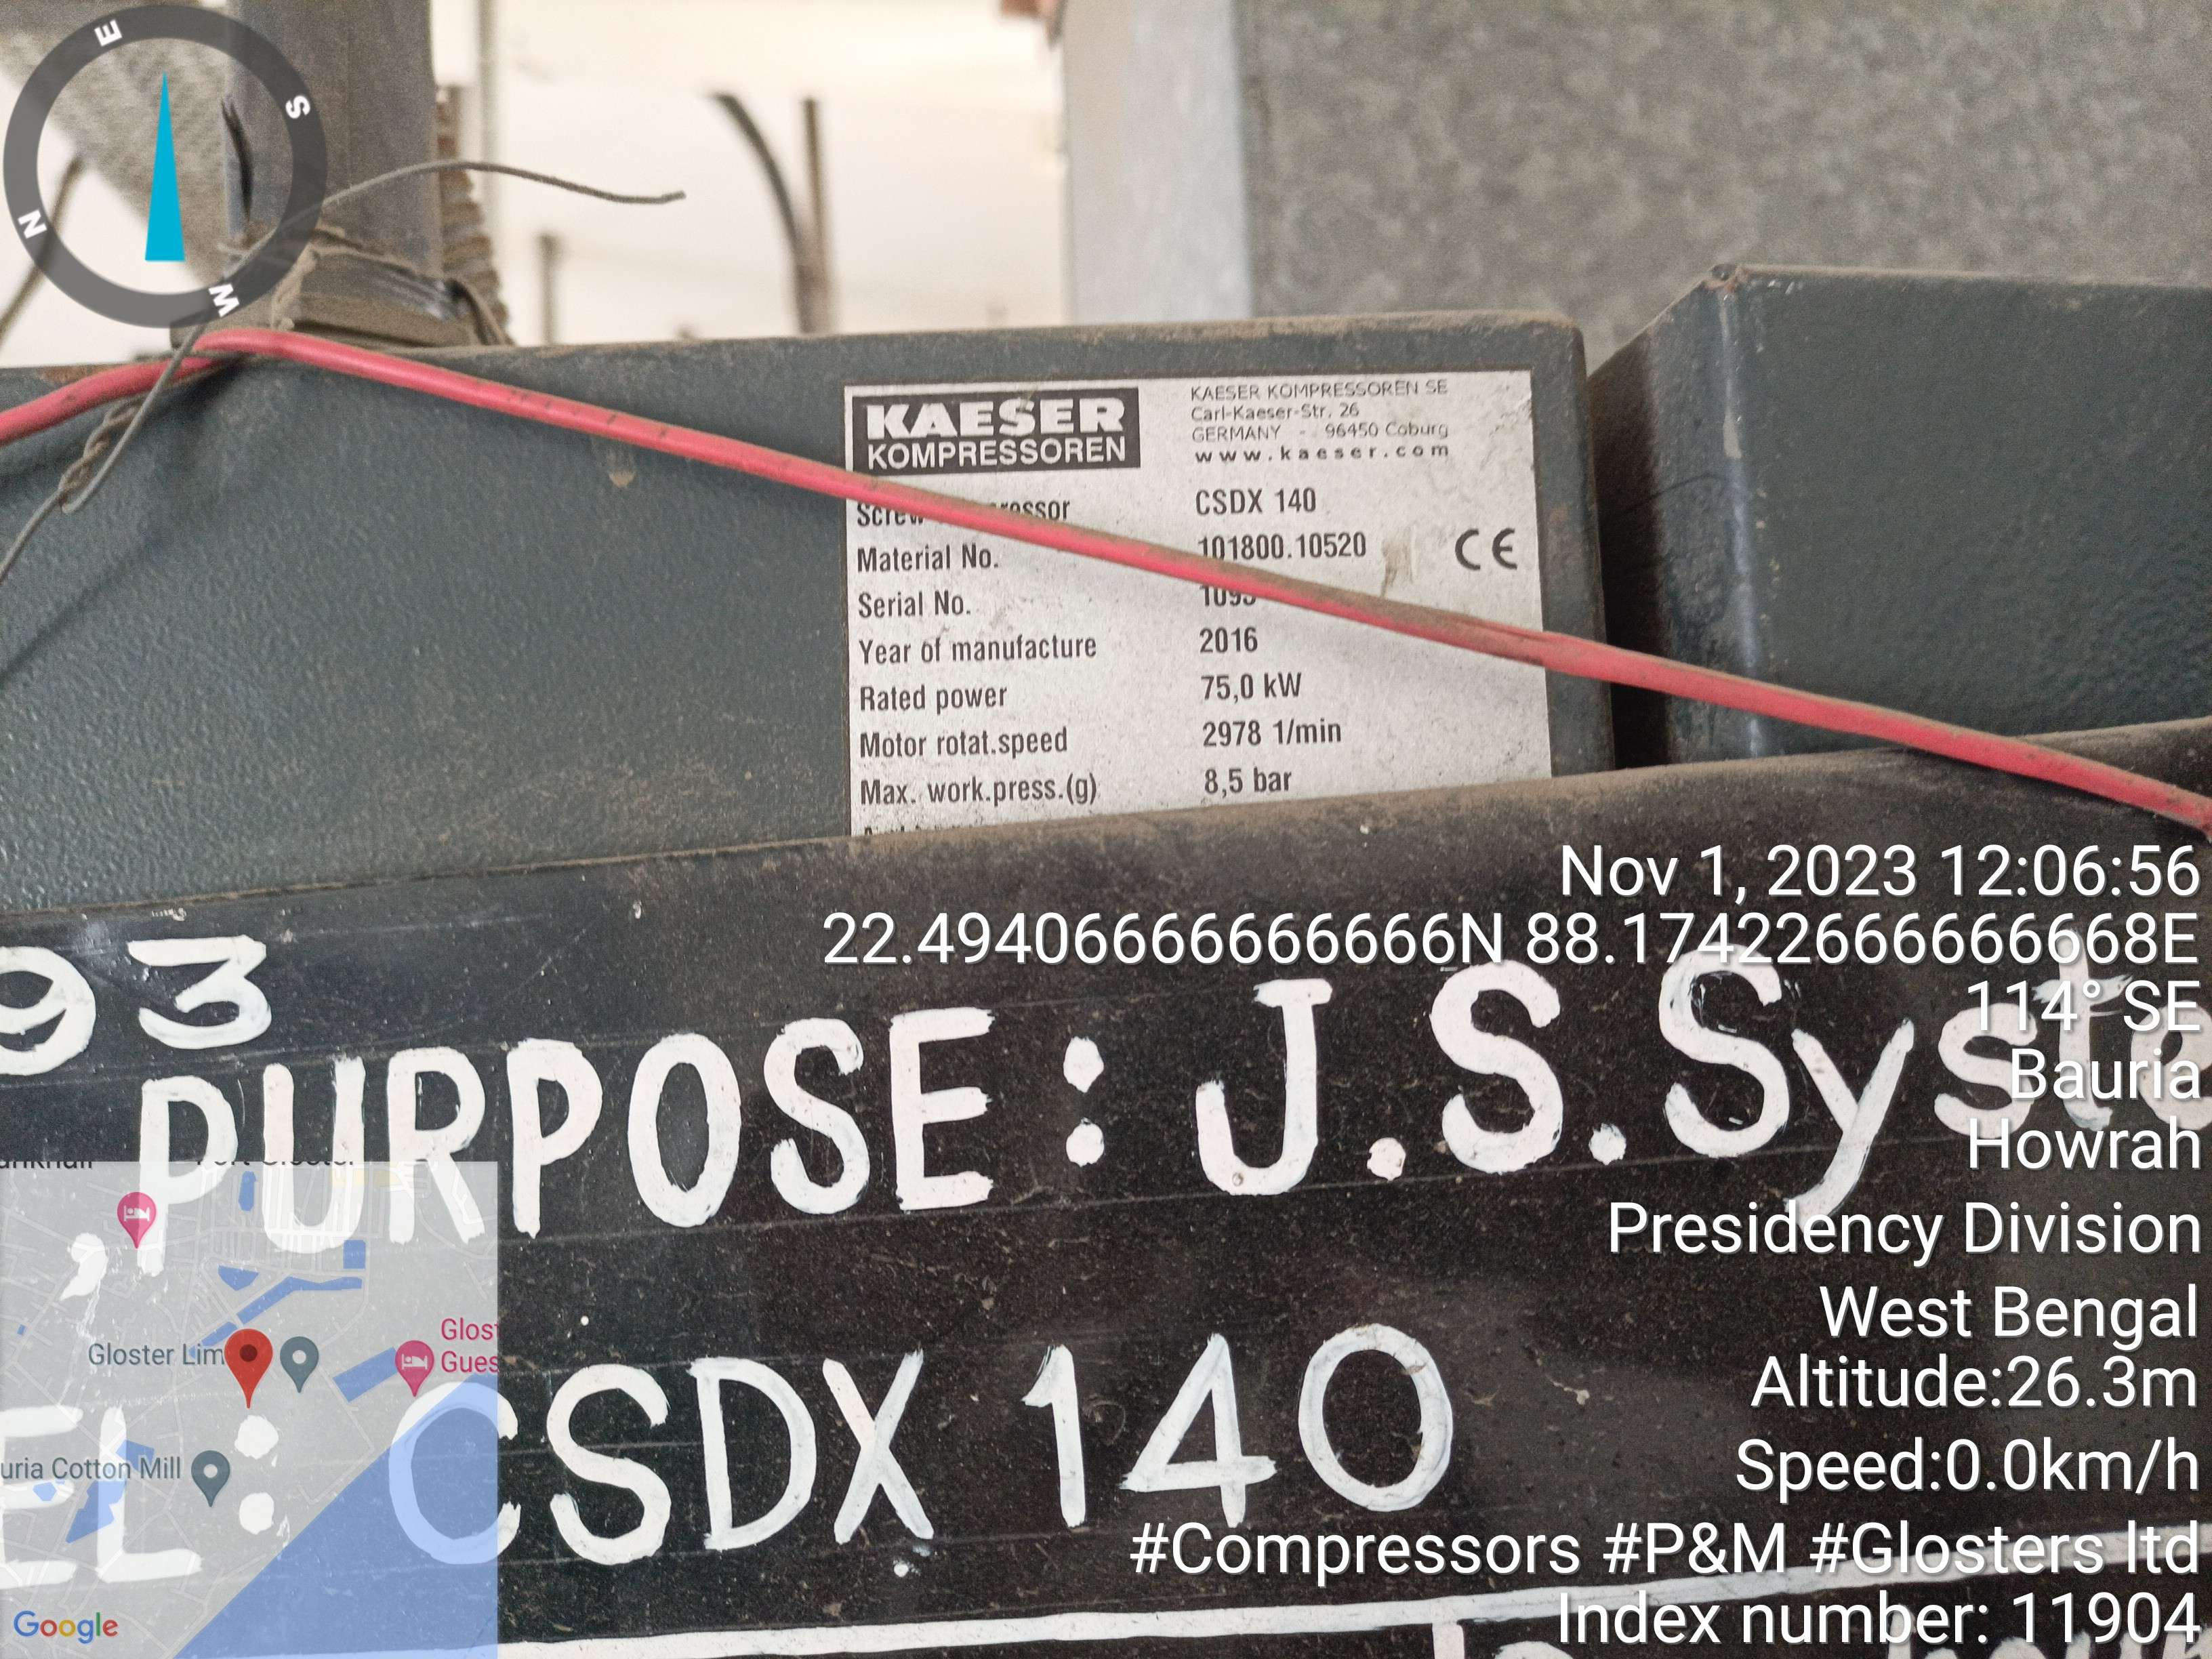 E
S
N
W
KAESER
KOMPRESSOREN
KAESER KOMPRESSOREN SE
Carl-Kaeser-Str. 26
GERMANY - 96450 Coburg
www.kaeser.com
CSDX 140
Material No. 101800.10520
CE
Serial No. 1093
Year of manufacture 2016
Rated power 75,0 kW
Motor rotat.speed 2978 1/min
Max. work.press.(g) 8,5 bar
Nov 1, 2023 12:06:56
22.494066666666666N 88.17422666666668E
114° SE
Bauria
Howrah
Presidency Division
West Bengal
Altitude:26.3m
Speed:0.0km/h
#Compressors #P&M #Glosters ltd
Index number: 11904
93
,PURPOSE: J.S.Syste
EL: CSDX 140
Gloster Lim
Glost
Gues
uria Cotton Mill
Google